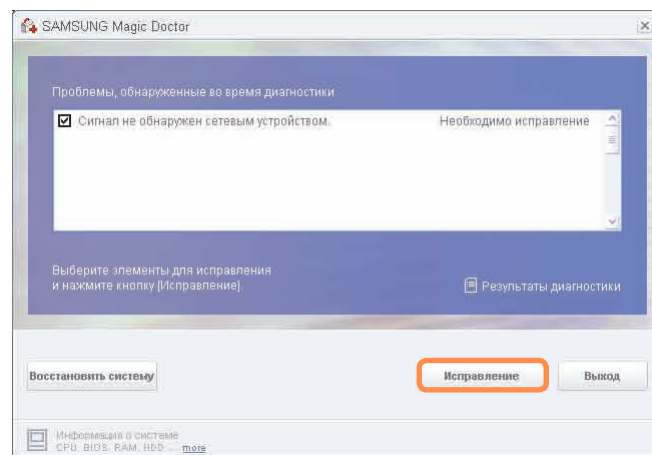 SAMSUNG Magic Doctor
Проблемы, обнаруженные во время диагностики
Сигнал не обнаружен сетевым устройством. Необходимо исправление
Выберите элементы для исправления
и нажмите кнопку [Исправление].
Результаты диагностики
Восстановить систему Исправление Выход
Информация о системе
CPU. BIOS. RAM. HDD ... more